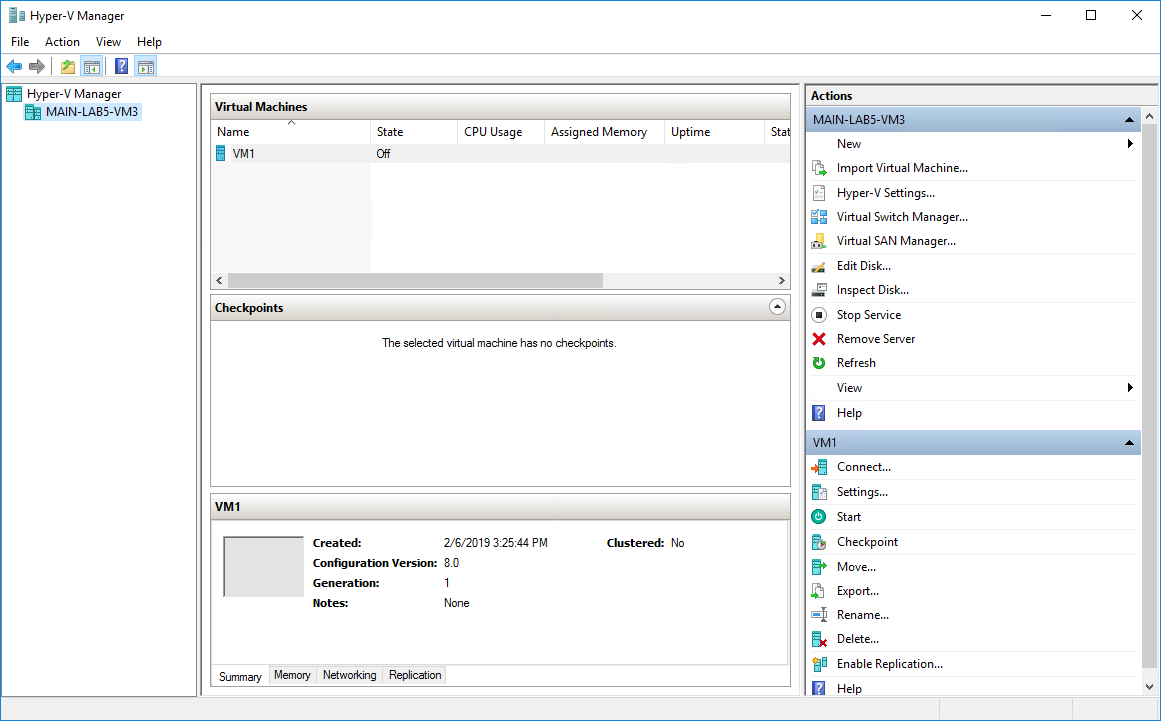 Hyper-V Manager
File Action View Help
Hyper-V Manager
MAIN-LAB5-VM3
Virtual Machines
Name State CPU Usage Assigned Memory Uptime Stat
VM1 Off
Checkpoints
The selected virtual machine has no checkpoints.
VM1
Created: 2/6/2019 3:25:44 PM Clustered: No
Configuration Version: 8.0
Generation: 1
Notes: None
Summary Memory Networking Replication
Actions
MAIN-LAB5-VM3
New
Import Virtual Machine...
Hyper-V Settings...
Virtual Switch Manager...
Virtual SAN Manager...
Edit Disk...
Inspect Disk...
Stop Service
Remove Server
Refresh
View
Help
VM1
Connect...
Settings...
Start
Checkpoint
Move...
Export...
Rename...
Delete...
Enable Replication...
Help